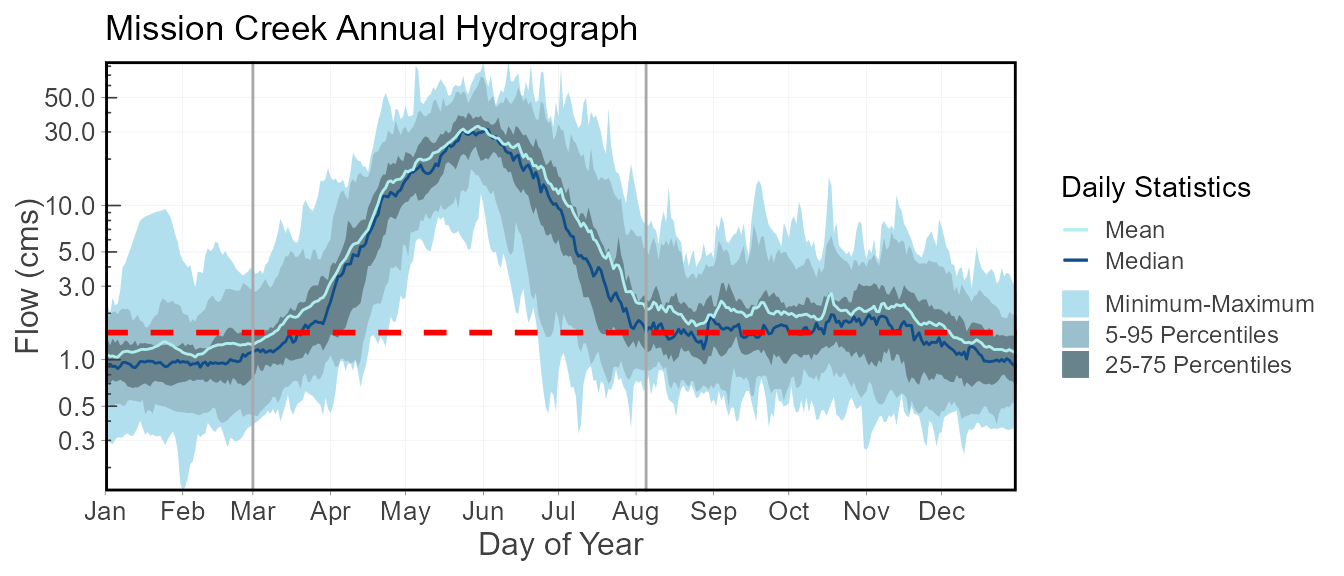 Mission Creek Annual Hydrograph
Flow (cms)
50.0
30.0
10.0
5.0
3.0
1.0
0.5
0.3
Jan Feb Mar Apr May Jun Jul Aug Sep Oct Nov Dec
Day of Year
Daily Statistics
Mean
Median
Minimum-Maximum
5-95 Percentiles
25-75 Percentiles